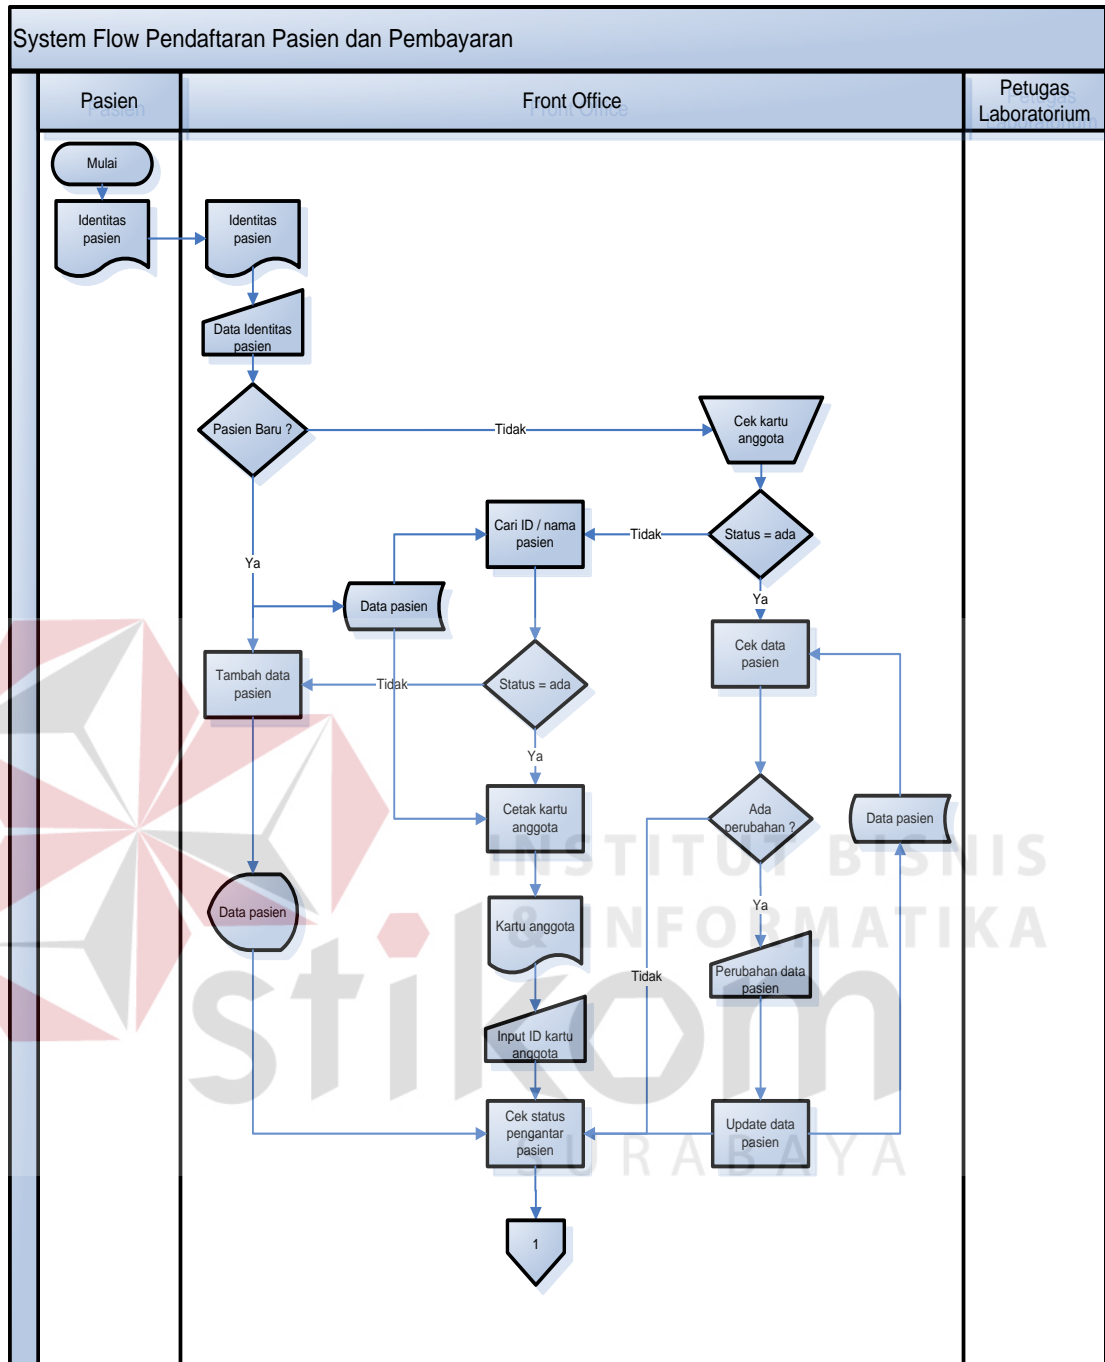 System Flow Pendaftaran Pasien dan Pembayaran
Pasien
Front Office
Petugas
Laboratorium
Mulai
Identitas
pasien
Identitas
pasien
Data Identitas
pasien
Pasien Baru ?
Tidak
Cek kartu
anggota
Cari ID / nama
pasien
Tidak
Status = ada
Ya
Ya
Data pasien
Cek data
pasien
Tambah data
pasien
Tidak
Status = ada
Ya
Cetak kartu
anggota
Ada
perubahan ?
Data pasien
INSTITUT BISNIS
& INFORMATIKA
stikom
SURABAYA
Data pasien
Kartu anggota
Ya
Tidak
Perubahan data
pasien
Input ID kartu
anggota
Cek status
pengantar
pasien
Update data
pasien
1